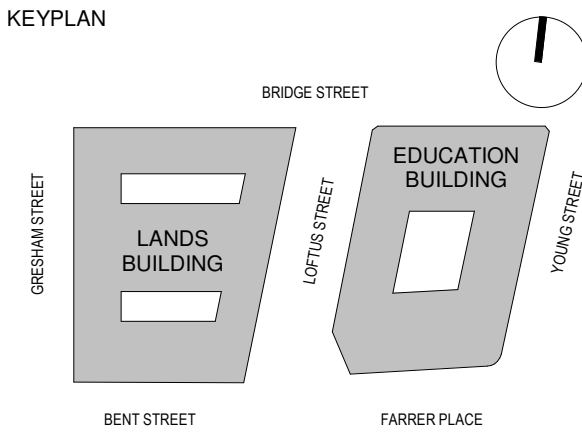 KEYPLAN
BRIDGE STREET
GRESHAM STREET
LANDS
BUILDING
LOFTUS STREET
EDUCATION
BUILDING
YOUNG STREET
BENT STREET
FARRER PLACE